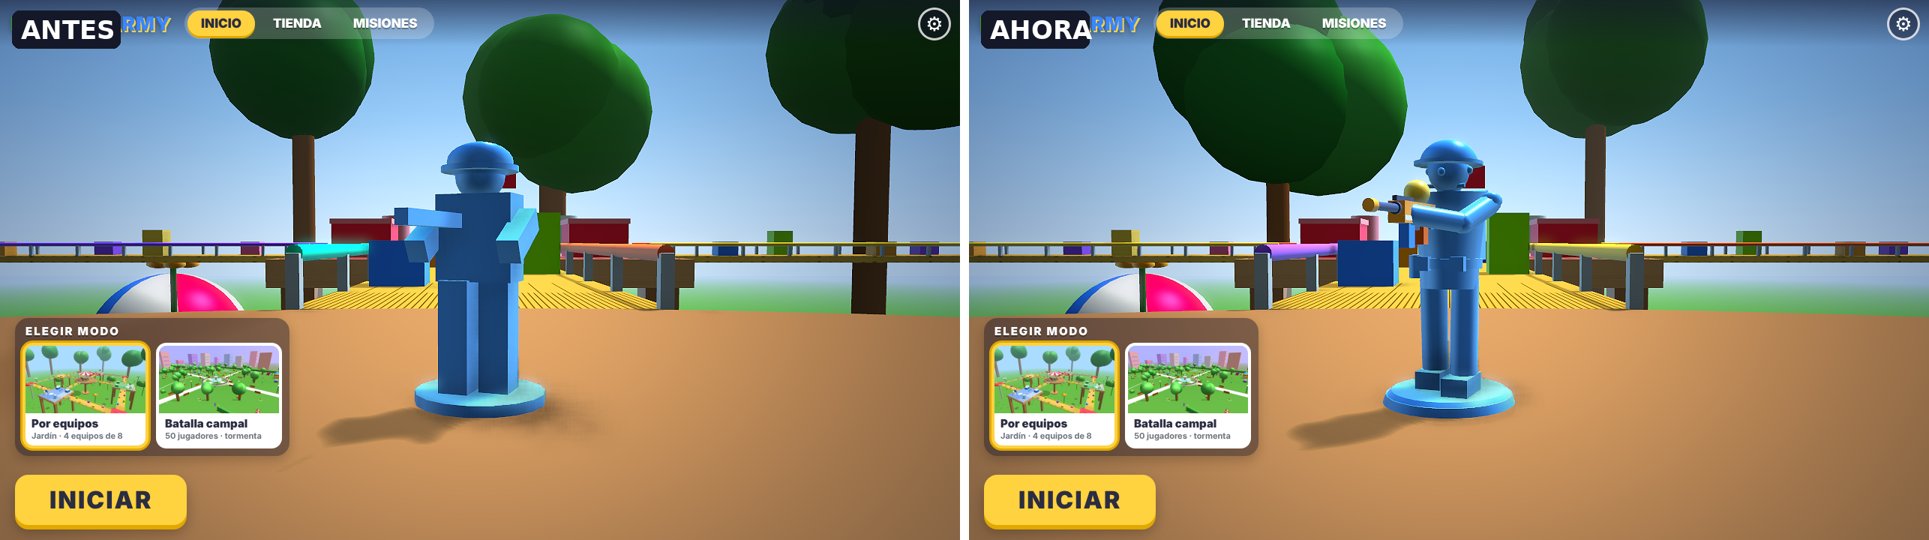 ANTES
RMY
INICIO
TIENDA
MISIONES
ELEGIR MODO
Por equipos
Jardín · 4 equipos de 8
Batalla campal
50 jugadores · tormenta
INICIAR
AHORA
RMY
INICIO
TIENDA
MISIONES
ELEGIR MODO
Por equipos
Jardín · 4 equipos de 8
Batalla campal
50 jugadores · tormenta
INICIAR